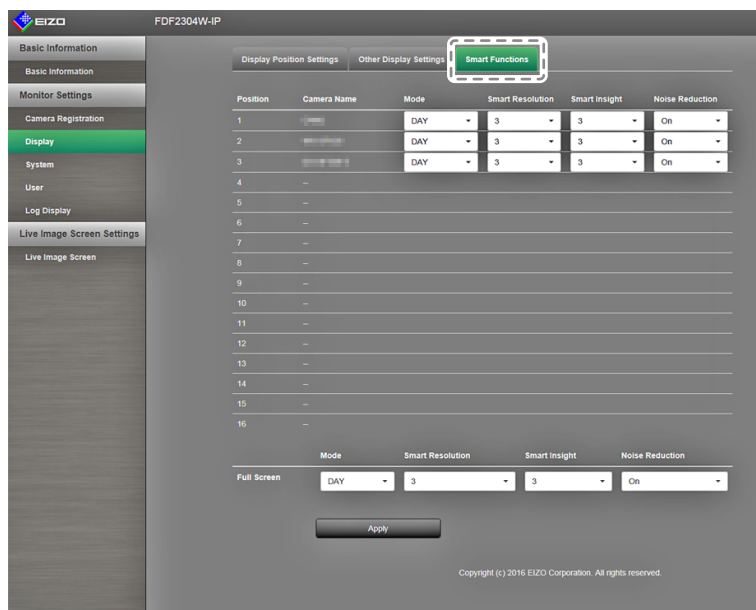 EIZO FDF2304W-IP
Basic Information
Basic Information
Monitor Settings
Camera Registration
Display
System
User
Log Display
Live Image Screen Settings
Live Image Screen
Display Position Settings Other Display Settings Smart Functions
Position Camera Name Mode Smart Resolution Smart Insight Noise Reduction
1 DAY 3 3 On
2 DAY 3 3 On
3 DAY 3 3 On
4 –
5 –
6 –
7 –
8 –
9 –
10 –
11 –
12 –
13 –
14 –
15 –
16 –
Mode Smart Resolution Smart Insight Noise Reduction
Full Screen DAY 3 3 On
Apply
Copyright (c) 2016 EIZO Corporation. All rights reserved.